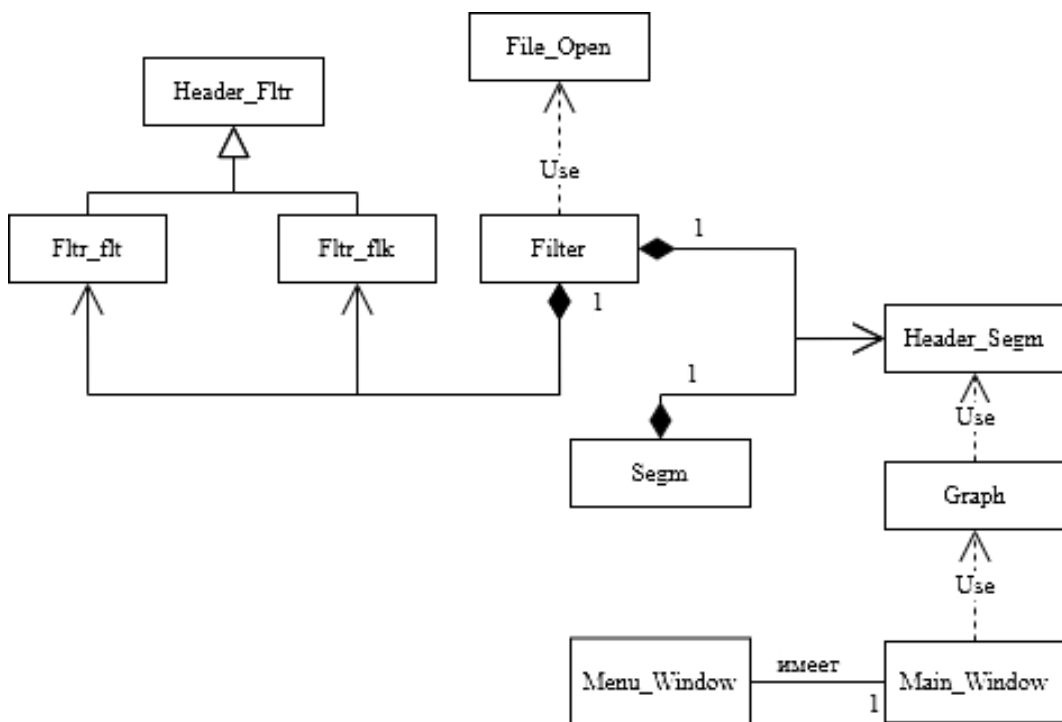 File_Open
Header_Fltr
Use
Fltr_flt
Fltr_flk
Filter
1
1
Header_Segm
1
Use
Segm
Graph
Use
Menu_Window
имеет
1
Main_Window